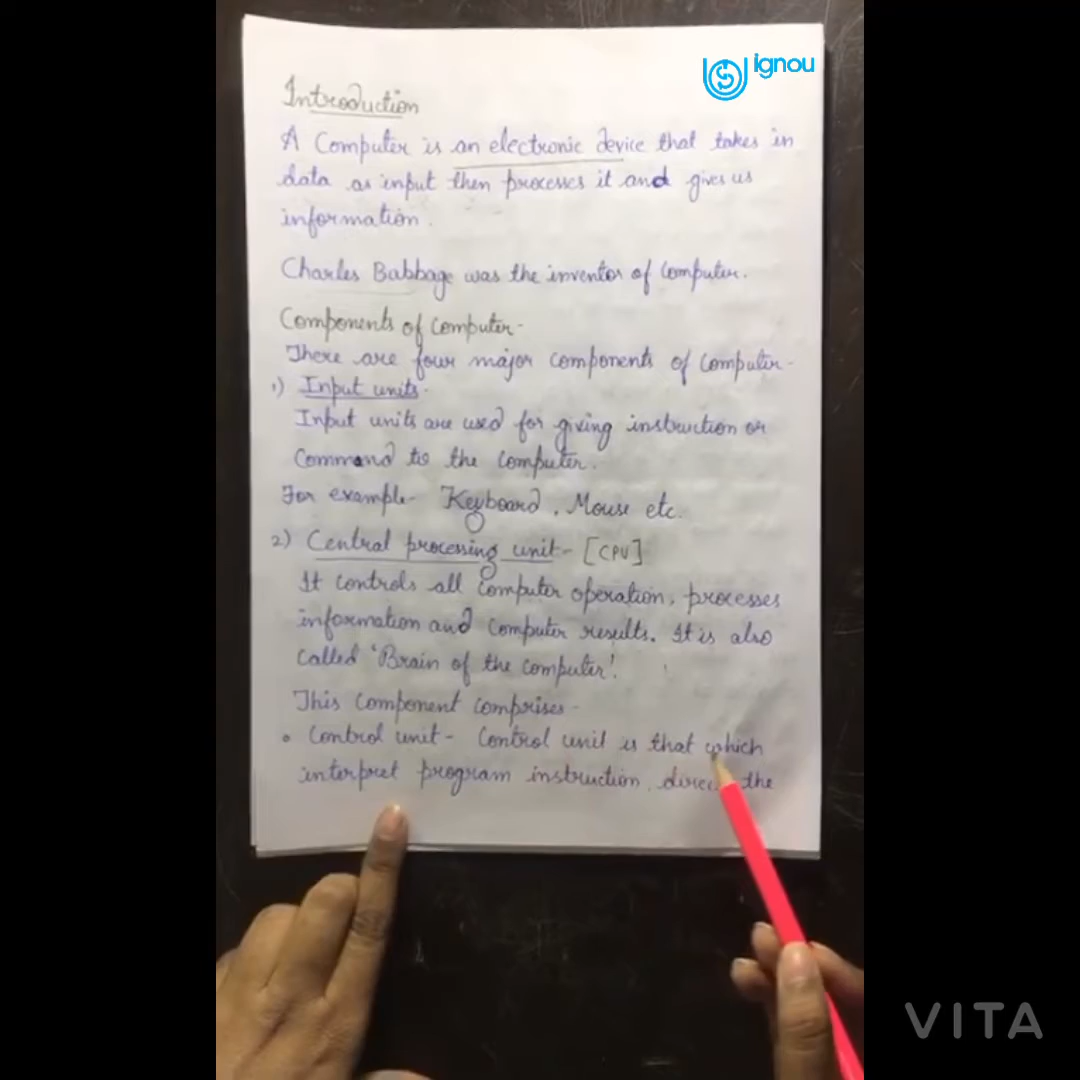 ignou
Introduction
A Computer is an electronic device that takes in
data as input then processes it and gives us
information.
Charles Babbage was the inventor of computer.
Components of computer-
There are four major components of computer-
1) Input units-
Input units are used for giving instruction or
Command to the computer.
For example- Keyboard, Mouse etc.
2) Central processing unit- [CPU]
It controls all computer operation, processes
information and computer results. It is also
called 'Brain of the computer'.
This component comprises-
• Control unit- Control unit is that which
interpret program instruction, the
VITA